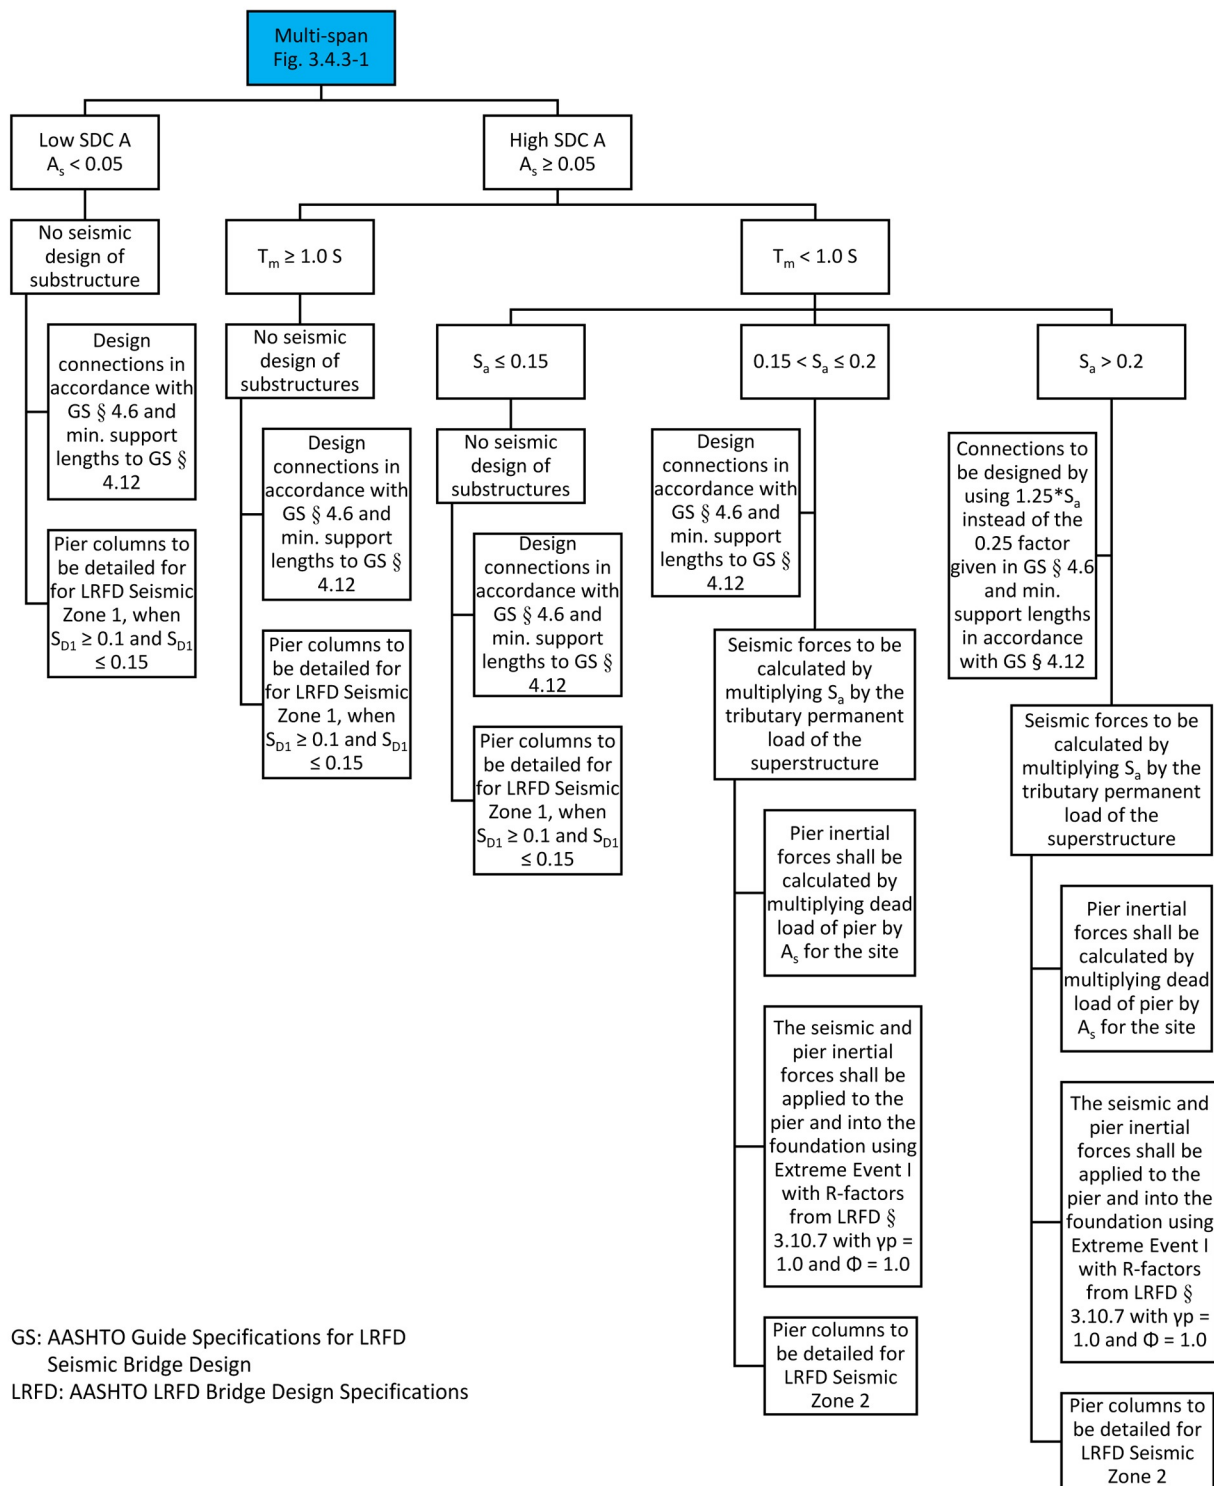 Multi-span
Fig. 3.4.3-1
Low SDC A
As < 0.05
High SDC A
As ≥ 0.05
No seismic
design of
substructure
Tm ≥ 1.0 S
Tm < 1.0 S
Design
connections in
accordance with
GS § 4.6 and
min. support
lengths to GS §
4.12
Pier columns to
be detailed for
for LRFD Seismic
Zone 1, when
SD1 ≥ 0.1 and SD1
≤ 0.15
No seismic
design of
substructures
Design
connections in
accordance with
GS § 4.6 and
min. support
lengths to GS §
4.12
Pier columns to
be detailed for
for LRFD Seismic
Zone 1, when
SD1 ≥ 0.1 and SD1
≤ 0.15
Sa ≤ 0.15
No seismic
design of
substructures
Design
connections in
accordance with
GS § 4.6 and
min. support
lengths to GS §
4.12
Pier columns to
be detailed for
for LRFD Seismic
Zone 1, when
SD1 ≥ 0.1 and SD1
≤ 0.15
0.15 < Sa ≤ 0.2
Design
connections in
accordance with
GS § 4.6 and
min. support
lengths to GS §
4.12
Seismic forces to be
calculated by
multiplying Sa by the
tributary permanent
load of the
superstructure
Pier inertial
forces shall be
calculated by
multiplying dead
load of pier by
As for the site
The seismic and
pier inertial
forces shall be
applied to the
pier and into the
foundation using
Extreme Event I
with R-factors
from LRFD §
3.10.7 with γp =
1.0 and Φ = 1.0
Pier columns to
be detailed for
LRFD Seismic
Zone 2
Sa > 0.2
Connections to
be designed by
using 1.25*Sa
instead of the
0.25 factor
given in GS § 4.6
and min.
support lengths
in accordance
with GS § 4.12
Seismic forces to be
calculated by
multiplying Sa by the
tributary permanent
load of the
superstructure
Pier inertial
forces shall be
calculated by
multiplying dead
load of pier by
As for the site
The seismic and
pier inertial
forces shall be
applied to the
pier and into the
foundation using
Extreme Event I
with R-factors
from LRFD §
3.10.7 with γp =
1.0 and Φ = 1.0
Pier columns to
be detailed for
LRFD Seismic
Zone 2
GS: AASHTO Guide Specifications for LRFD
Seismic Bridge Design
LRFD: AASHTO LRFD Bridge Design Specifications